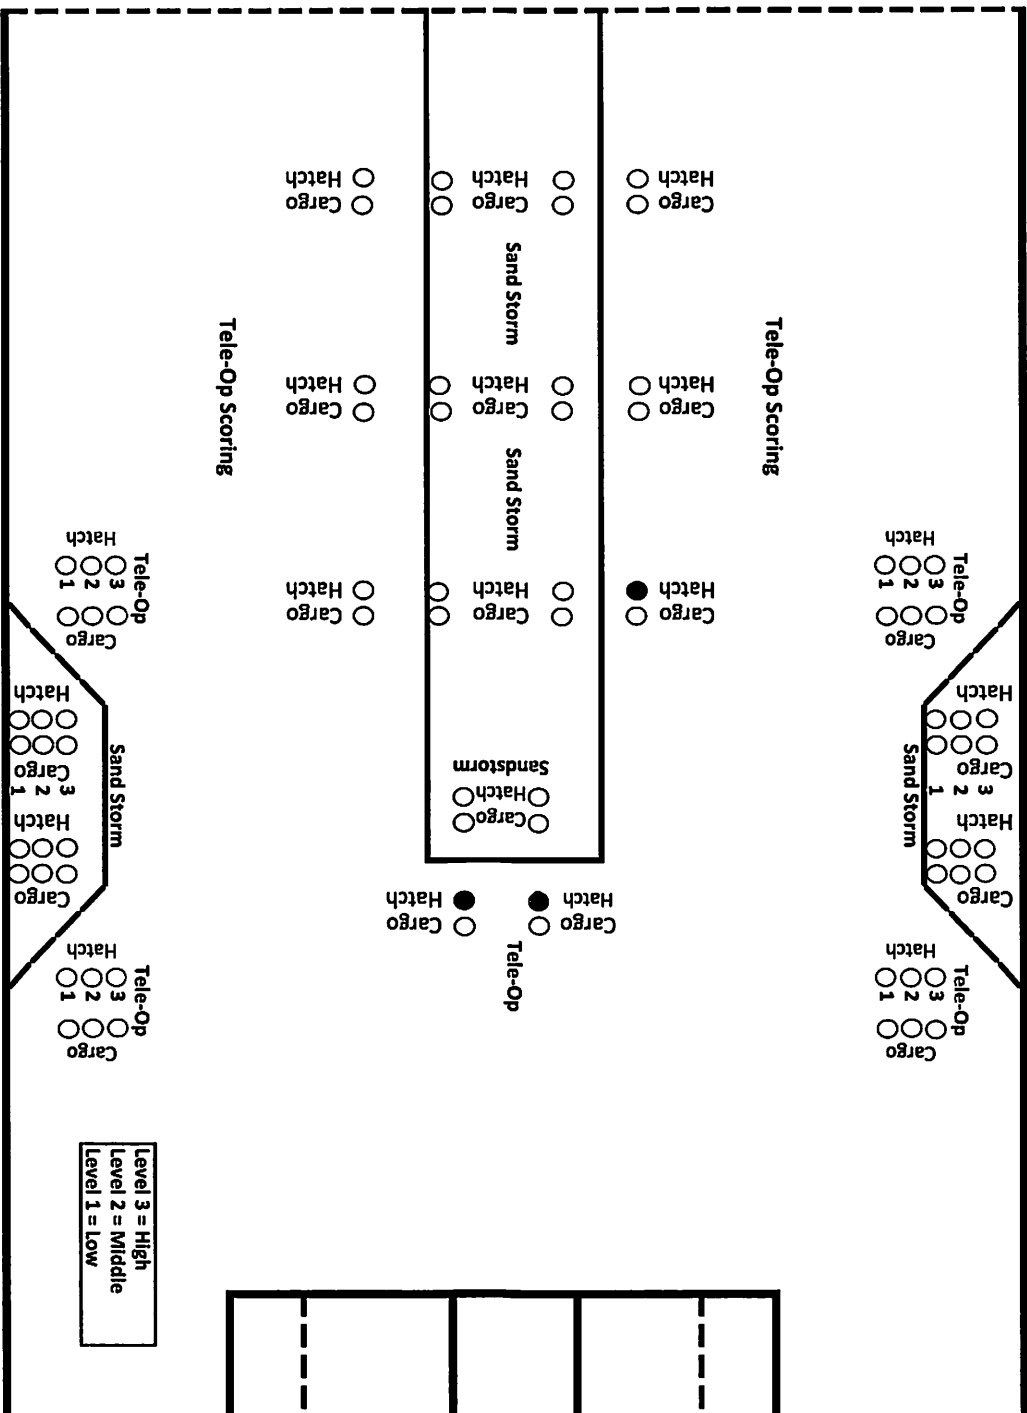 Hatch Hatch Hatch
Cargo Cargo Cargo
Sand Storm
Tele-Op Scoring
Tele-Op Scoring
Hatch Hatch Hatch
Cargo Cargo Cargo
Sand Storm
Hatch
1 2 3
Tele-Op
Cargo
Hatch
1 2 3
Tele-Op
Cargo
Hatch Hatch Hatch
Cargo Cargo Cargo
Hatch
Cargo
1 2 3
Hatch
Cargo
Sand Storm
Sandstorm
Hatch
Cargo
Sand Storm
Hatch
Cargo
1 2 3
Hatch
Cargo
Hatch Hatch
Cargo Cargo
Tele-Op
Hatch
1 2 3
Tele-Op
Cargo
Hatch
1 2 3
Tele-Op
Cargo
Level 3 = High
Level 2 = Middle
Level 1 = Low